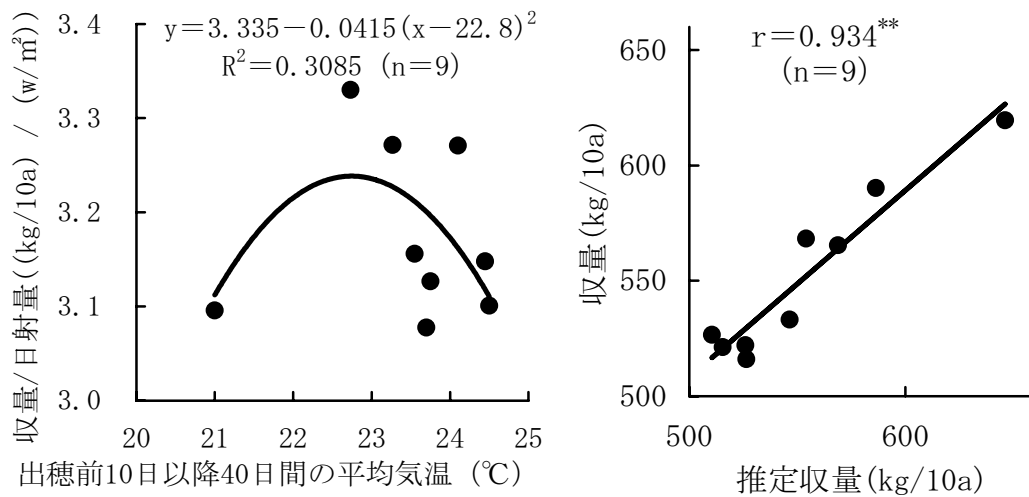 y＝3.335−0.0415(x−22.8)²
R²＝0.3085 (n＝9)
収量/日射量((kg/10a) / (w/m²)
3.4
3.3
3.2
3.1
3.0
20 21 22 23 24 25
出穂前10日以降40日間の平均気温 (℃)
r＝0.934**
(n＝9)
収量(kg/10a)
650
600
550
500
500 600
推定収量(kg/10a)